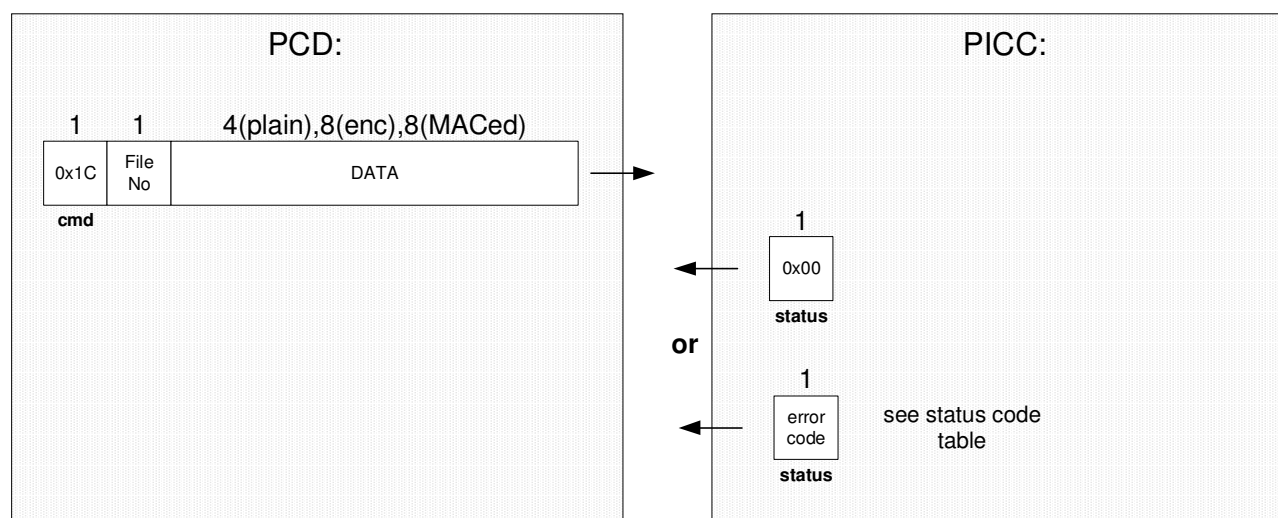 PCD:
PICC:
1 1 4(plain),8(enc),8(MACed)
0x1C File No DATA
cmd
1
0x00
status
or
1
error code
see status code
table
status